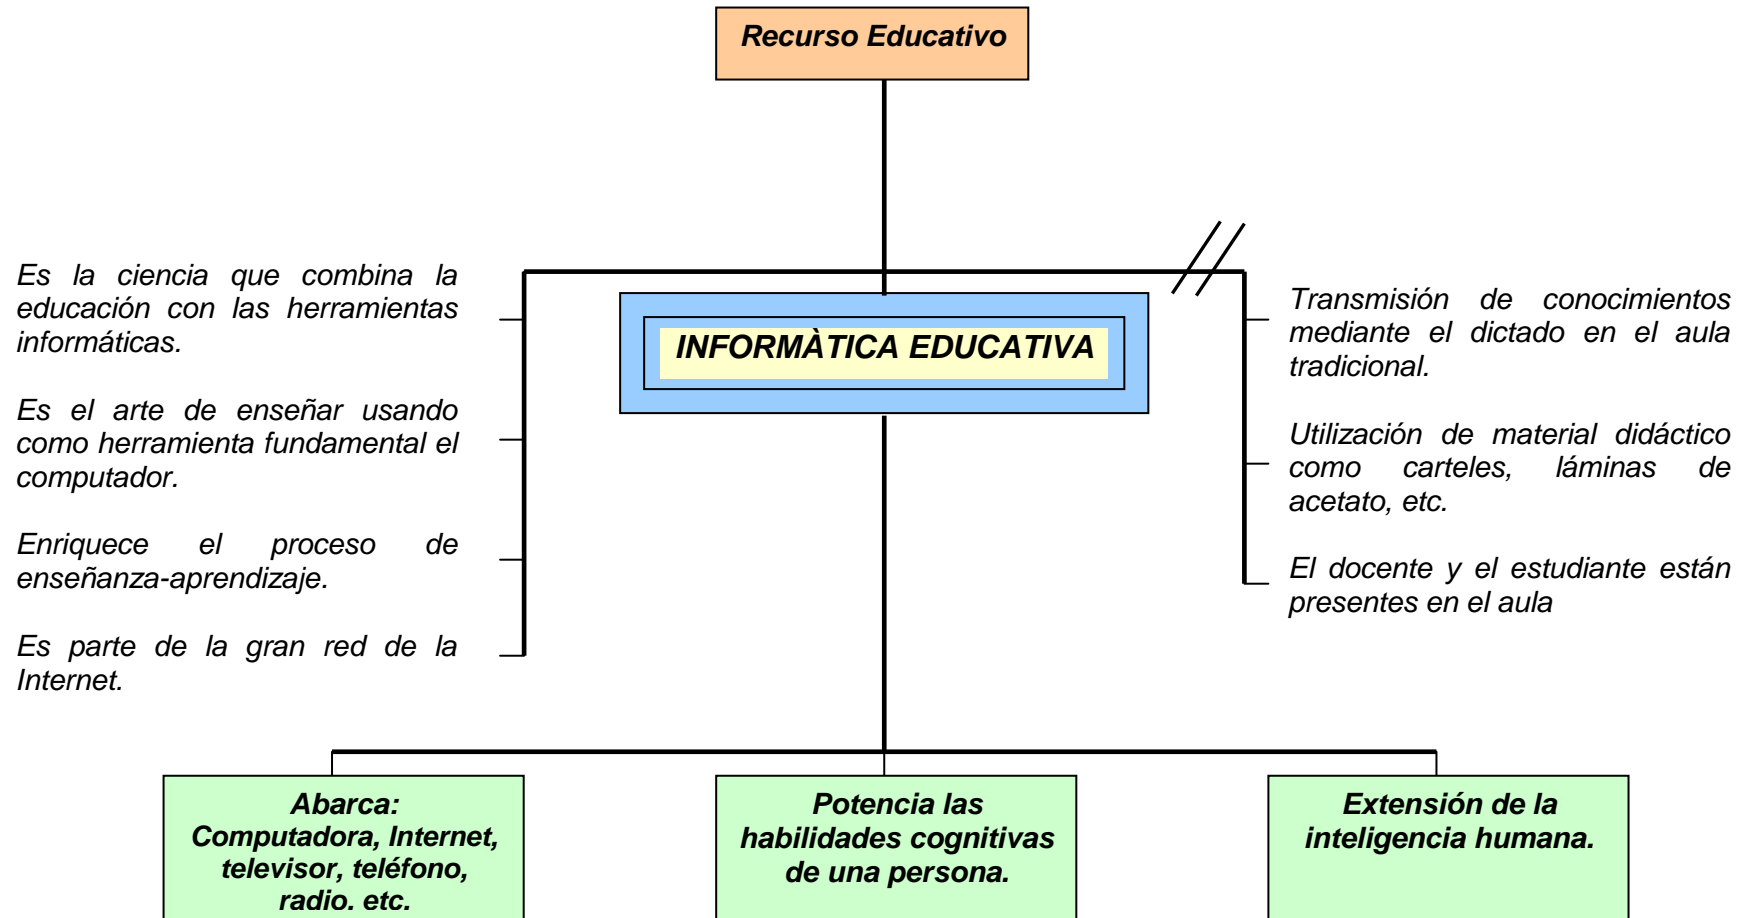 Recurso Educativo
Es la ciencia que combina la
educación con las herramientas
informáticas.
Es el arte de enseñar usando
como herramienta fundamental el
computador.
Enriquece el proceso de
enseñanza-aprendizaje.
Es parte de la gran red de la
Internet.
INFORMÀTICA EDUCATIVA
Transmisión de conocimientos
mediante el dictado en el aula
tradicional.
Utilización de material didáctico
como carteles, láminas de
acetato, etc.
El docente y el estudiante están
presentes en el aula
Abarca:
Computadora, Internet,
televisor, teléfono,
radio. etc.
Potencia las
habilidades cognitivas
de una persona.
Extensión de la
inteligencia humana.